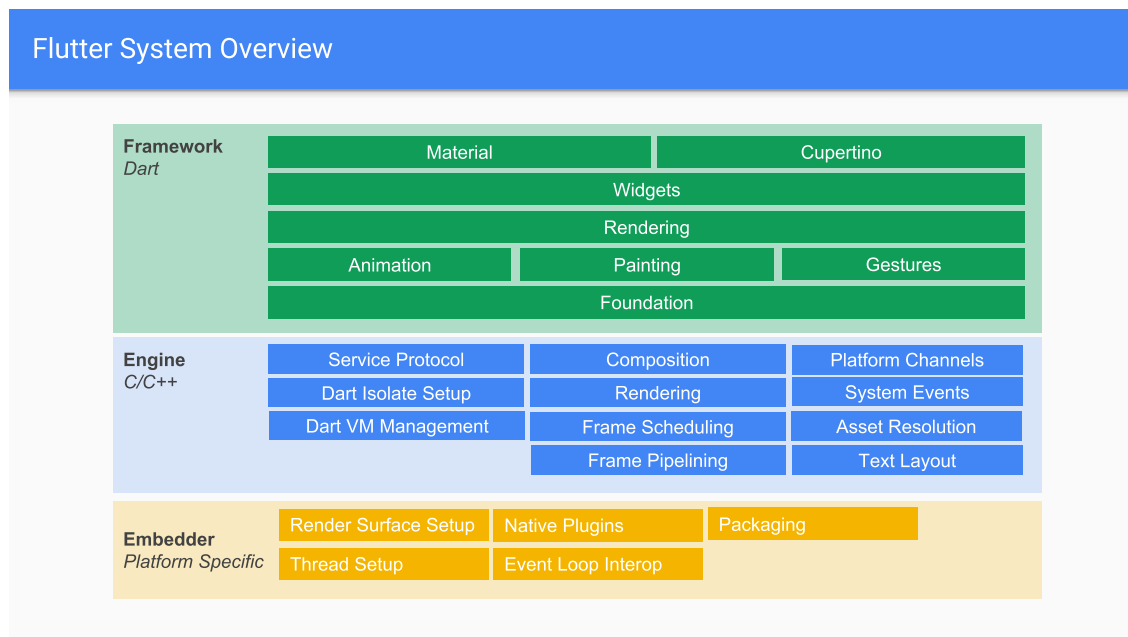 Flutter System Overview
Framework
Dart
Material
Cupertino
Widgets
Rendering
Animation
Painting
Gestures
Foundation
Engine
C/C++
Service Protocol
Composition
Platform Channels
Dart Isolate Setup
Rendering
System Events
Dart VM Management
Frame Scheduling
Asset Resolution
Frame Pipelining
Text Layout
Embedder
Platform Specific
Render Surface Setup
Native Plugins
Packaging
Thread Setup
Event Loop Interop